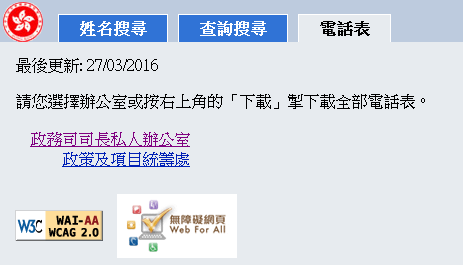 姓名搜尋 查詢搜尋 電話表
最後更新: 27/03/2016
請您選擇辦公室或按右上角的「下載」掣下載全部電話表。
政務司司長私人辦公室
政策及項目統籌處
W3C WAI-AA WCAG 2.0
無障礙網頁
Web For All